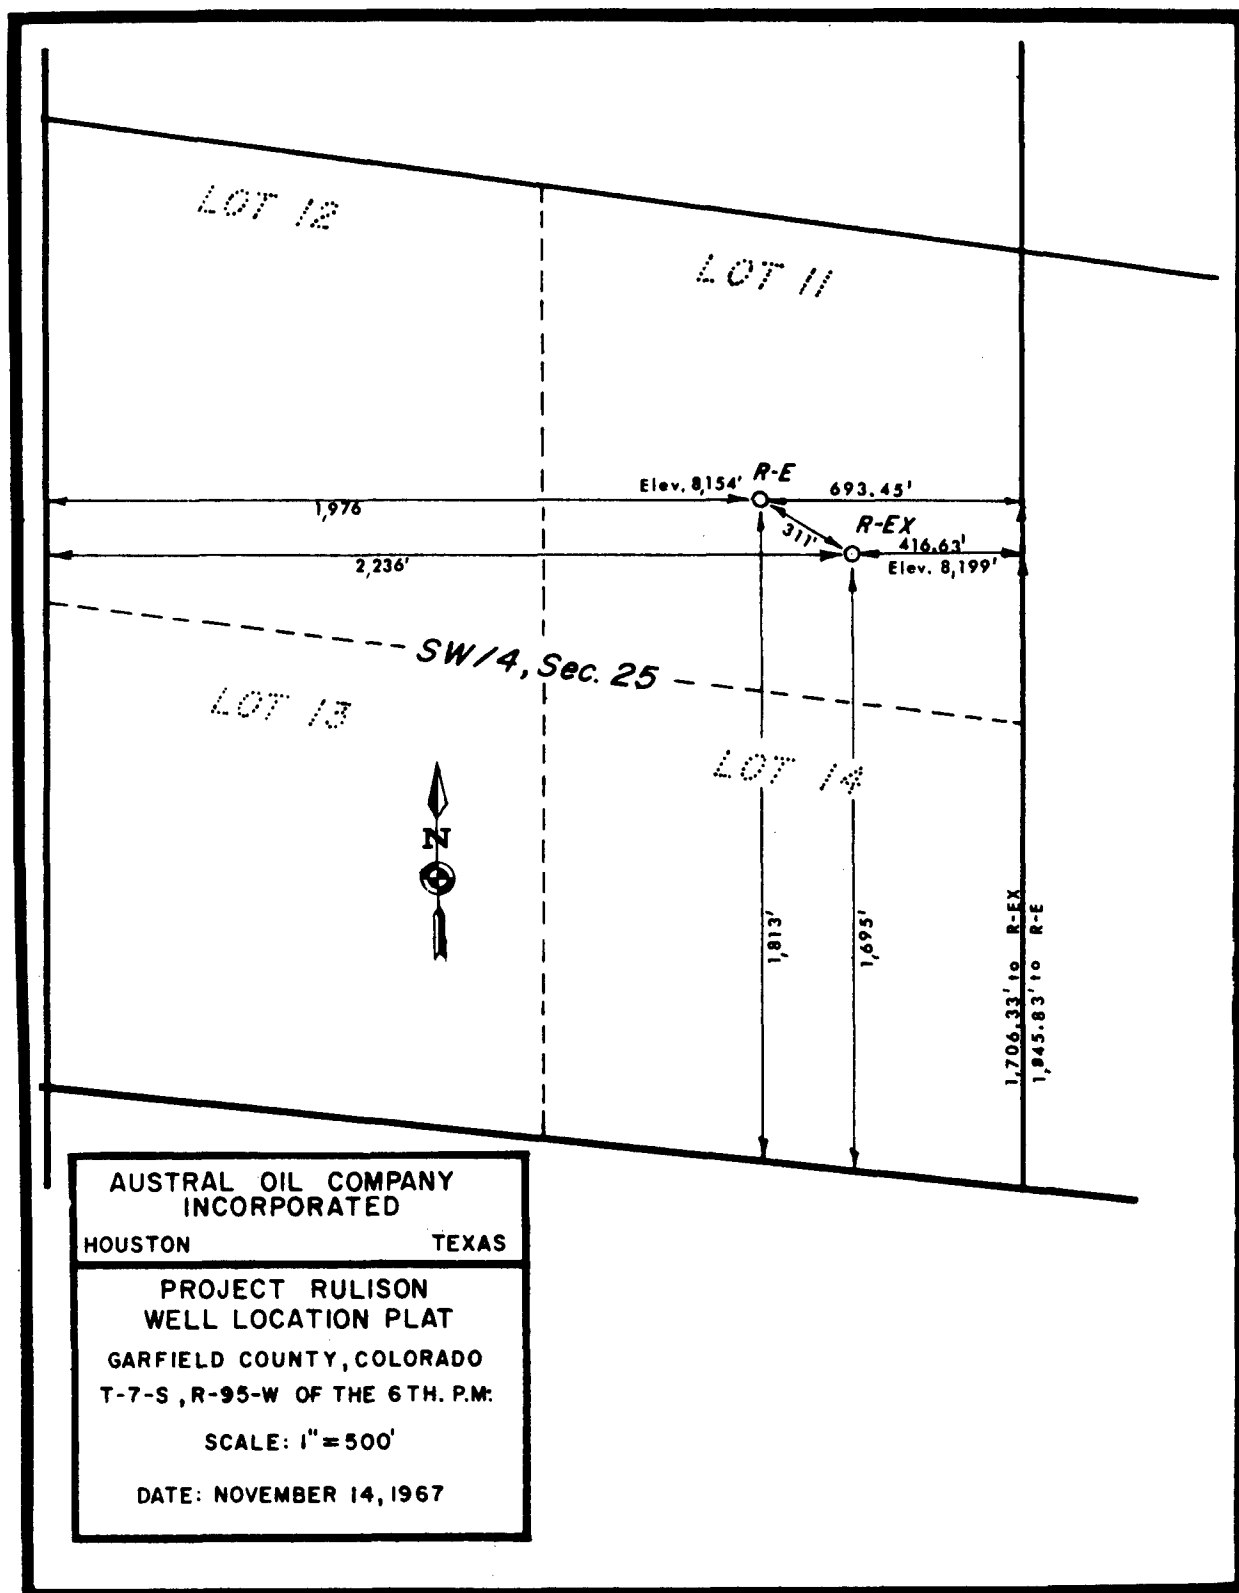 LOT 12
LOT 11
Elev. 8,154'
R-E
693.45'
1,976
311'
R-EX
416.63'
2,236'
Elev. 8,199'
SW/4, Sec. 25
LOT 13
LOT 14
N
1,813'
1,695'
1,706.33' to R-EX
1,845.83' to R-E
AUSTRAL OIL COMPANY
INCORPORATED
HOUSTON TEXAS
PROJECT RULISON
WELL LOCATION PLAT
GARFIELD COUNTY, COLORADO
T-7-S, R-95-W OF THE 6TH. P.M.
SCALE: 1" = 500'
DATE: NOVEMBER 14, 1967